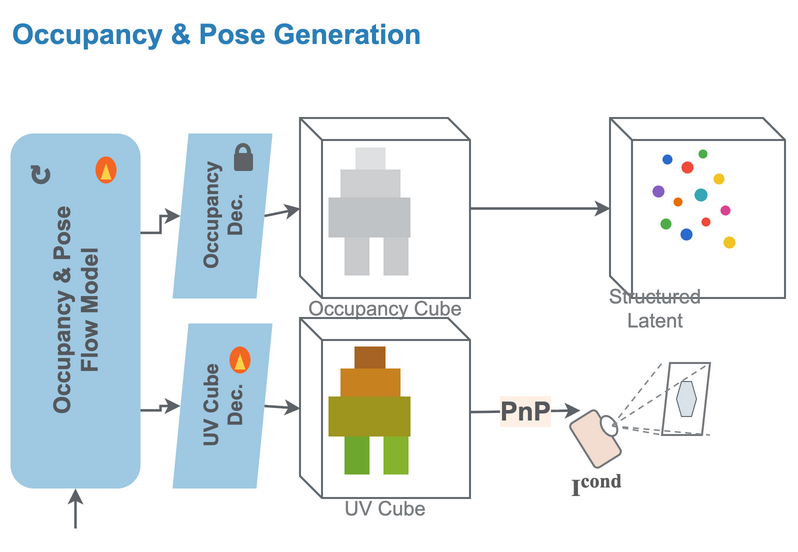 Occupancy & Pose Generation
Occupancy & Pose
Flow Model
Occupancy
Dec.
Occupancy Cube
Structured
Latent
UV Cube
Dec.
UV Cube
PnP
Icond